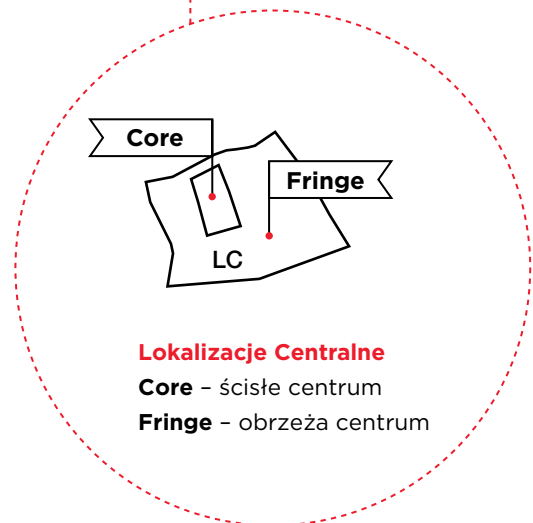 Core
Fringe
LC
Lokalizacje Centralne
Core – ścisłe centrum
Fringe – obrzeża centrum